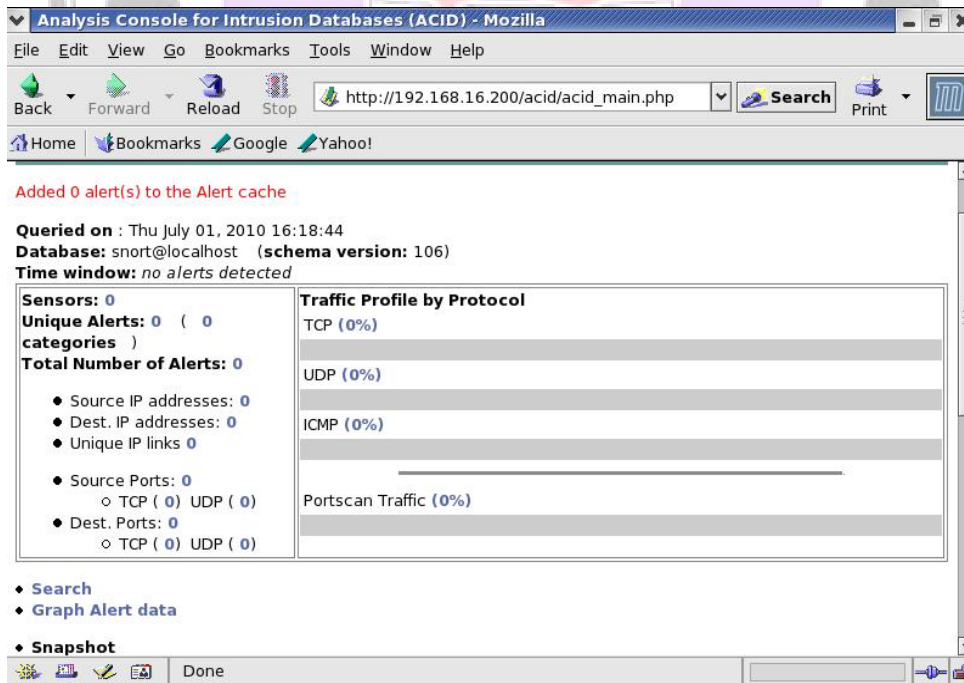 Analysis Console for Intrusion Databases (ACID) - Mozilla
File Edit View Go Bookmarks Tools Window Help
Back Forward Reload Stop http://192.168.16.200/acid/acid_main.php Search Print
Home Bookmarks Google Yahoo!
Added 0 alert(s) to the Alert cache
Queried on : Thu July 01, 2010 16:18:44
Database: snort@localhost (schema version: 106)
Time window: no alerts detected
Sensors: 0
Unique Alerts: 0 ( 0
categories )
Total Number of Alerts: 0
Source IP addresses: 0
Dest. IP addresses: 0
Unique IP links 0
Source Ports: 0
TCP ( 0) UDP ( 0)
Dest. Ports: 0
TCP ( 0) UDP ( 0)
Traffic Profile by Protocol
TCP (0%)
UDP (0%)
ICMP (0%)
Portscan Traffic (0%)
Search
Graph Alert data
Snapshot
Done